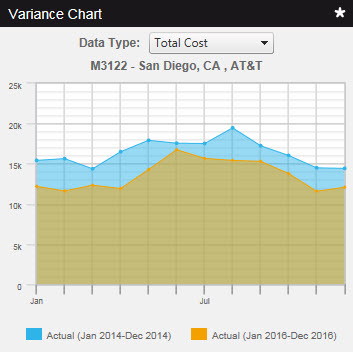 Variance Chart
Data Type: Total Cost
M3122 - San Diego, CA , AT&T
25k
20k
15k
10k
5k
0
Jan Jul
Actual (Jan 2014-Dec 2014) Actual (Jan 2016-Dec 2016)